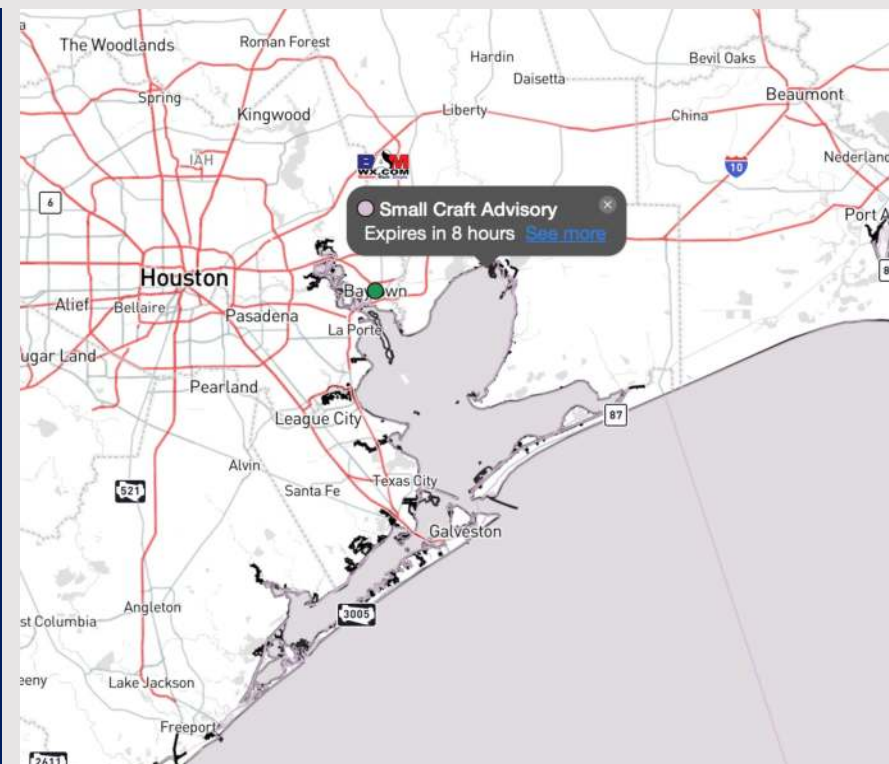 The Woodlands
Roman Forest
Hardin
Bevil Oaks
Daisetta
Beaumont
Spring
Kingwood
Liberty
China
IAH
BAM
WX.COM
Nederland
10
6
Small Craft Advisory
Expires in 8 hours See more
Port A
8
Houston
Baytown
Alief
Bellaire
Pasadena
La Porte
ugar Land
Pearland
League City
87
Alvin
521
Santa Fe
Texas City
Galveston
3005
Angleton
st Columbia
eeny
Lake Jackson
Freeport
2611